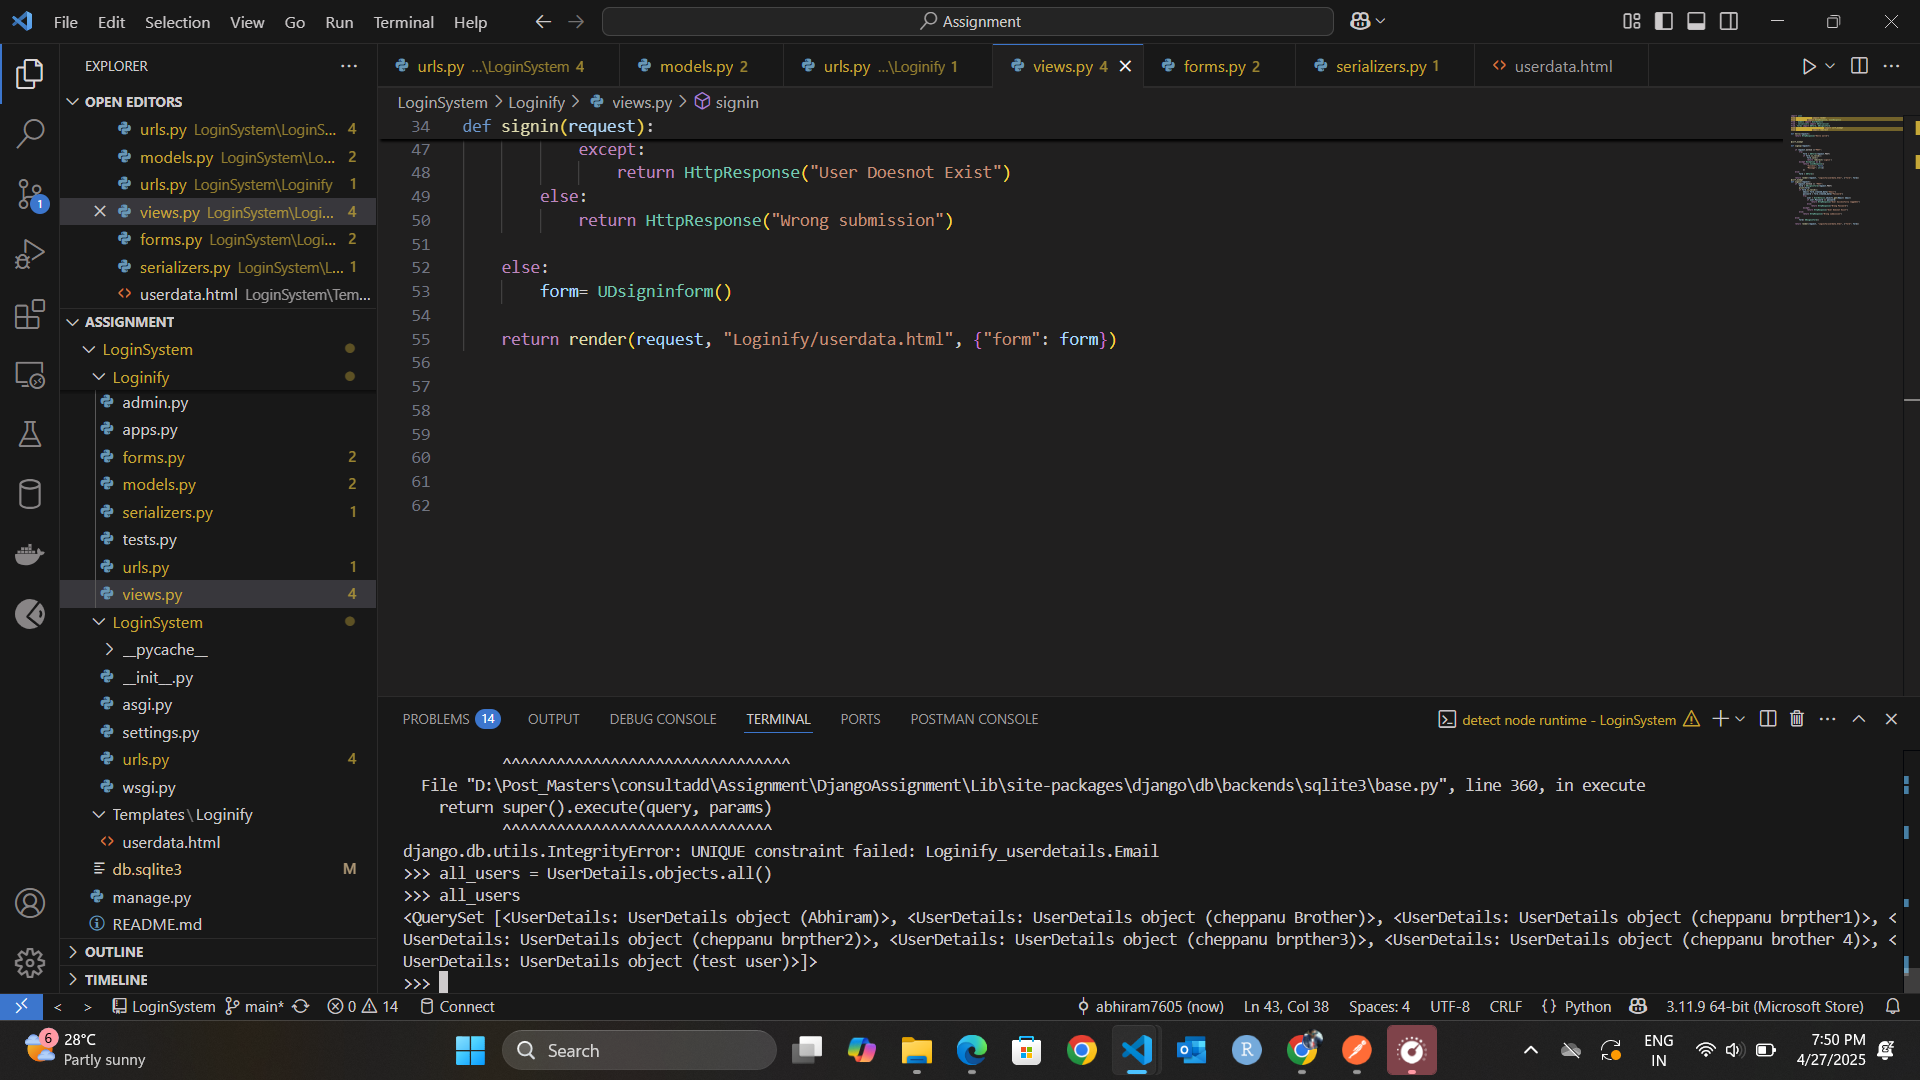 File Edit Selection View Go Run Terminal Help
Assignment
EXPLORER
OPEN EDITORS
urls.py LoginSystem\LoginS... 4
models.py LoginSystem\Lo... 2
urls.py LoginSystem\Loginify 1
views.py LoginSystem\Logi... 4
forms.py LoginSystem\Logi... 2
serializers.py LoginSystem\L... 1
userdata.html LoginSystem\Tem...
ASSIGNMENT
LoginSystem
Loginify
admin.py
apps.py
forms.py 2
models.py 2
serializers.py 1
tests.py
urls.py 1
views.py 4
LoginSystem
__pycache__
__init__.py
asgi.py
settings.py
urls.py 4
wsgi.py
Templates\Loginify
userdata.html
db.sqlite3 M
manage.py
README.md
OUTLINE
TIMELINE
1
urls.py ...\LoginSystem 4
models.py 2
urls.py ...\Loginify 1
views.py 4
forms.py 2
serializers.py 1
userdata.html
LoginSystem > Loginify > views.py > signin
34 def signin(request):
47 except:
48 return HttpResponse("User Doesnot Exist")
49 else:
50 return HttpResponse("Wrong submission")
51
52 else:
53 form= UDsigninform()
54
55 return render(request, "Loginify/userdata.html", {"form": form})
56
57
58
59
60
61
62
PROBLEMS 14 OUTPUT DEBUG CONSOLE TERMINAL PORTS POSTMAN CONSOLE
detect node runtime - LoginSystem
^^^^^^^^^^^^^^^^^^^^^^^^^^^^^^^^
File "D:\Post_Masters\consultadd\Assignment\DjangoAssignment\Lib\site-packages\django\db\backends\sqlite3\base.py", line 360, in execute
return super().execute(query, params)
^^^^^^^^^^^^^^^^^^^^^^^^^^^^^^
django.db.utils.IntegrityError: UNIQUE constraint failed: Loginify_userdetails.Email
>>> all_users = UserDetails.objects.all()
>>> all_users
<QuerySet [<UserDetails: UserDetails object (Abhiram)>, <UserDetails: UserDetails object (cheppanu Brother)>, <UserDetails: UserDetails object (cheppanu brpther1)>, <
UserDetails: UserDetails object (cheppanu brpther2)>, <UserDetails: UserDetails object (cheppanu brpther3)>, <UserDetails: UserDetails object (cheppanu brother 4)>, <
UserDetails: UserDetails object (test user)>]>
>>>
LoginSystem main* 0 14 Connect
abhiram7605 (now) Ln 43, Col 38 Spaces: 4 UTF-8 CRLF {} Python 3.11.9 64-bit (Microsoft Store)
6
28°C
Partly sunny
Search
R
ENG
IN
7:50 PM
4/27/2025